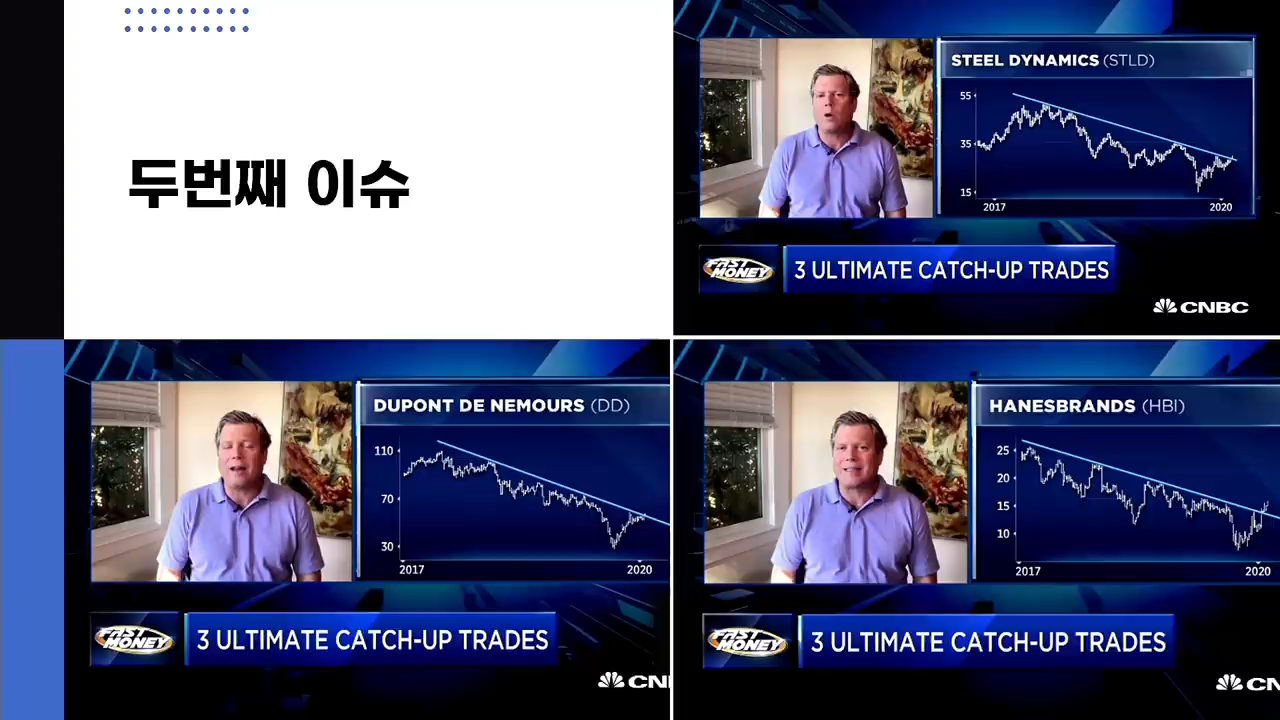 두번째 이슈
STEEL DYNAMICS (STLD)
55
35
15
2017 2020
FAST MONEY
3 ULTIMATE CATCH-UP TRADES
CNBC
DUPONT DE NEMOURS (DD)
110
70
30
2017 2020
FAST MONEY
3 ULTIMATE CATCH-UP TRADES
CN
HANESBRANDS (HBI)
25
20
15
10
2017 2020
FAST MONEY
3 ULTIMATE CATCH-UP TRADES
CN